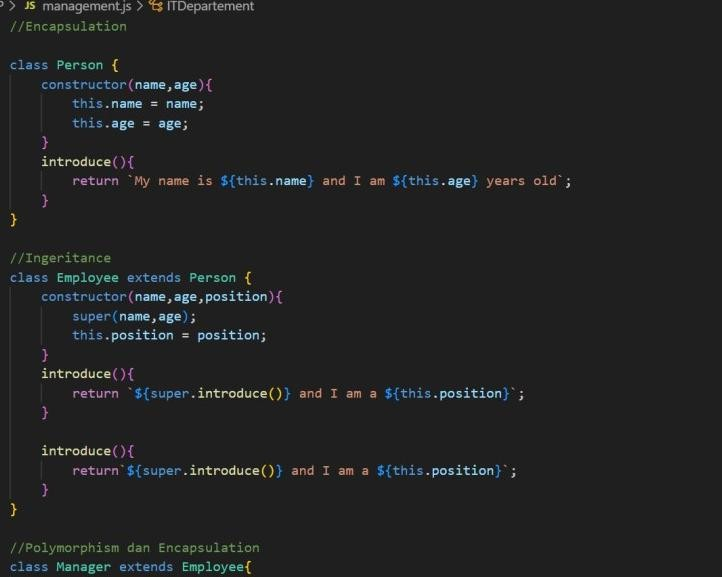 > JS management.js > ITDepartement
//Encapsulation
class Person {
constructor(name,age){
this.name = name;
this.age = age;
}
introduce(){
return `My name is ${this.name} and I am ${this.age} years old`;
}
}
//Ingeritance
class Employee extends Person {
constructor(name,age,position){
super(name,age);
this.position = position;
}
introduce(){
return `${super.introduce()} and I am a ${this.position}`;
}
introduce(){
return`${super.introduce()} and I am a ${this.position}`;
}
}
//Polymorphism dan Encapsulation
class Manager extends Employee{